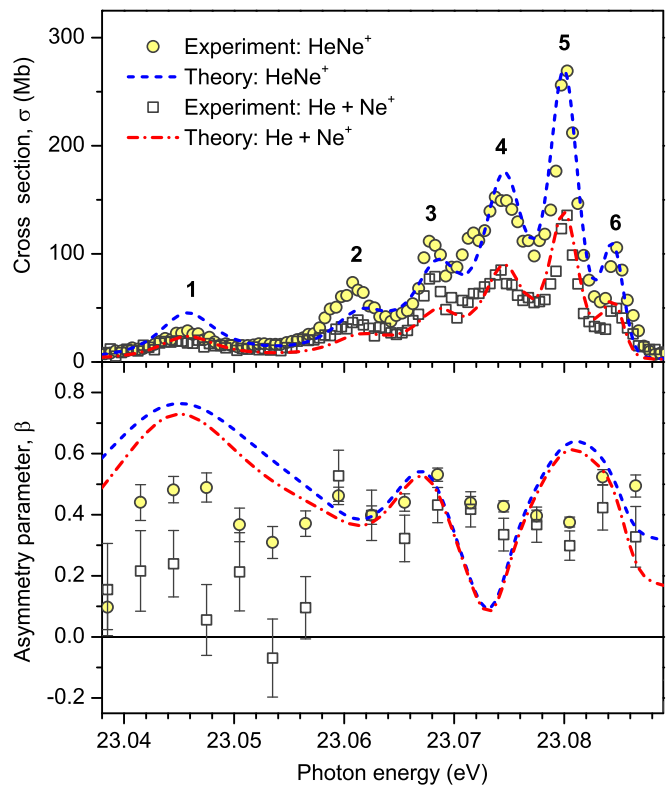 300
200
100
0
Cross section, σ (Mb)
Experiment: HeNe⁺
Theory: HeNe⁺
Experiment: He + Ne⁺
Theory: He + Ne⁺
1
2
3
4
5
6
0.8
0.6
0.4
0.2
0.0
-0.2
Asymmetry parameter, β
23.04 23.05 23.06 23.07 23.08
Photon energy (eV)